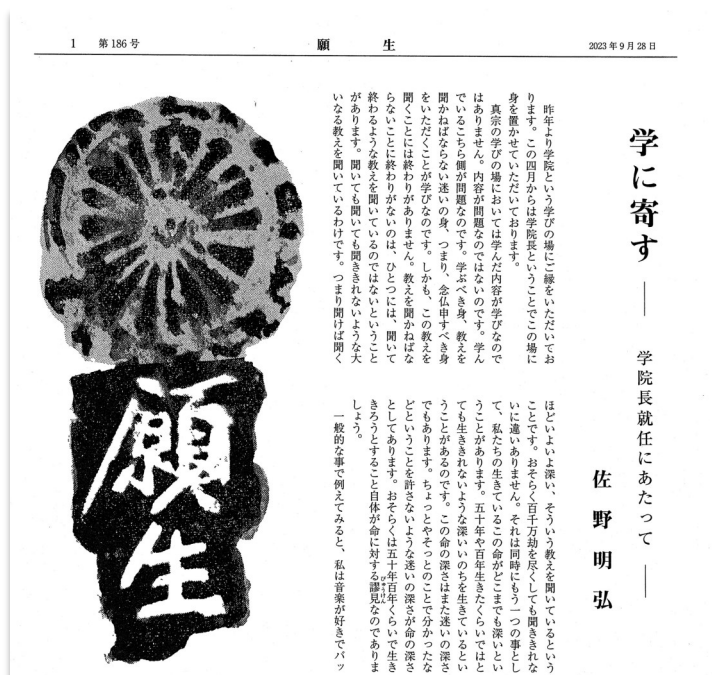 1 第186号 願生 2023年9月28日
学に寄す
── 学院長就任にあたって ──
佐野明弘
昨年より学院という学びの場にご縁をいただいてお
ります。この四月からは学院長ということでこの場に
身を置かせていただいております。
真宗の学びの場においては学んだ内容が学びなので
はありません。内容が問題なのではないのです。学ん
でいるこちら側が問題なのです。学ぶべき身、教えを
聞かねばならない迷いの身、つまり、念仏申すべき身
をいただくことが学びなのです。しかも、この教えを
聞くことには終わりがありません。教えを聞かねばな
らないことに終わりがないのは、ひとつには、聞いて
終わるような教えを聞いているのではないということ
があります。聞いても聞いても聞ききれないような大
いなる教えを聞いているわけです。つまり聞けば聞く
ほどいよいよ深い、そういう教えを聞いているという
ことです。おそらく百千万劫を尽くしても聞ききれな
いに違いありません。それは同時にもう一つの事とし
て、私たちの生きているこの命がどこまでも深いとい
うことがあります。五十年や百年生きたくらいではと
ても生ききれないような深いいのちを生きているとい
うことがあるのです。この命の深さはまた迷いの深さ
でもあります。ちょっとやそっとのことで分かったな
どということを許さないような迷いの深さが命の深さ
としてあります。おそらくは五十年百年くらいで生き
きろうとすること自体が命に対する謬見なのでありま
びゅうけん
しょう。
一般的な事で例えてみると、私は音楽が好きでバッ
願生